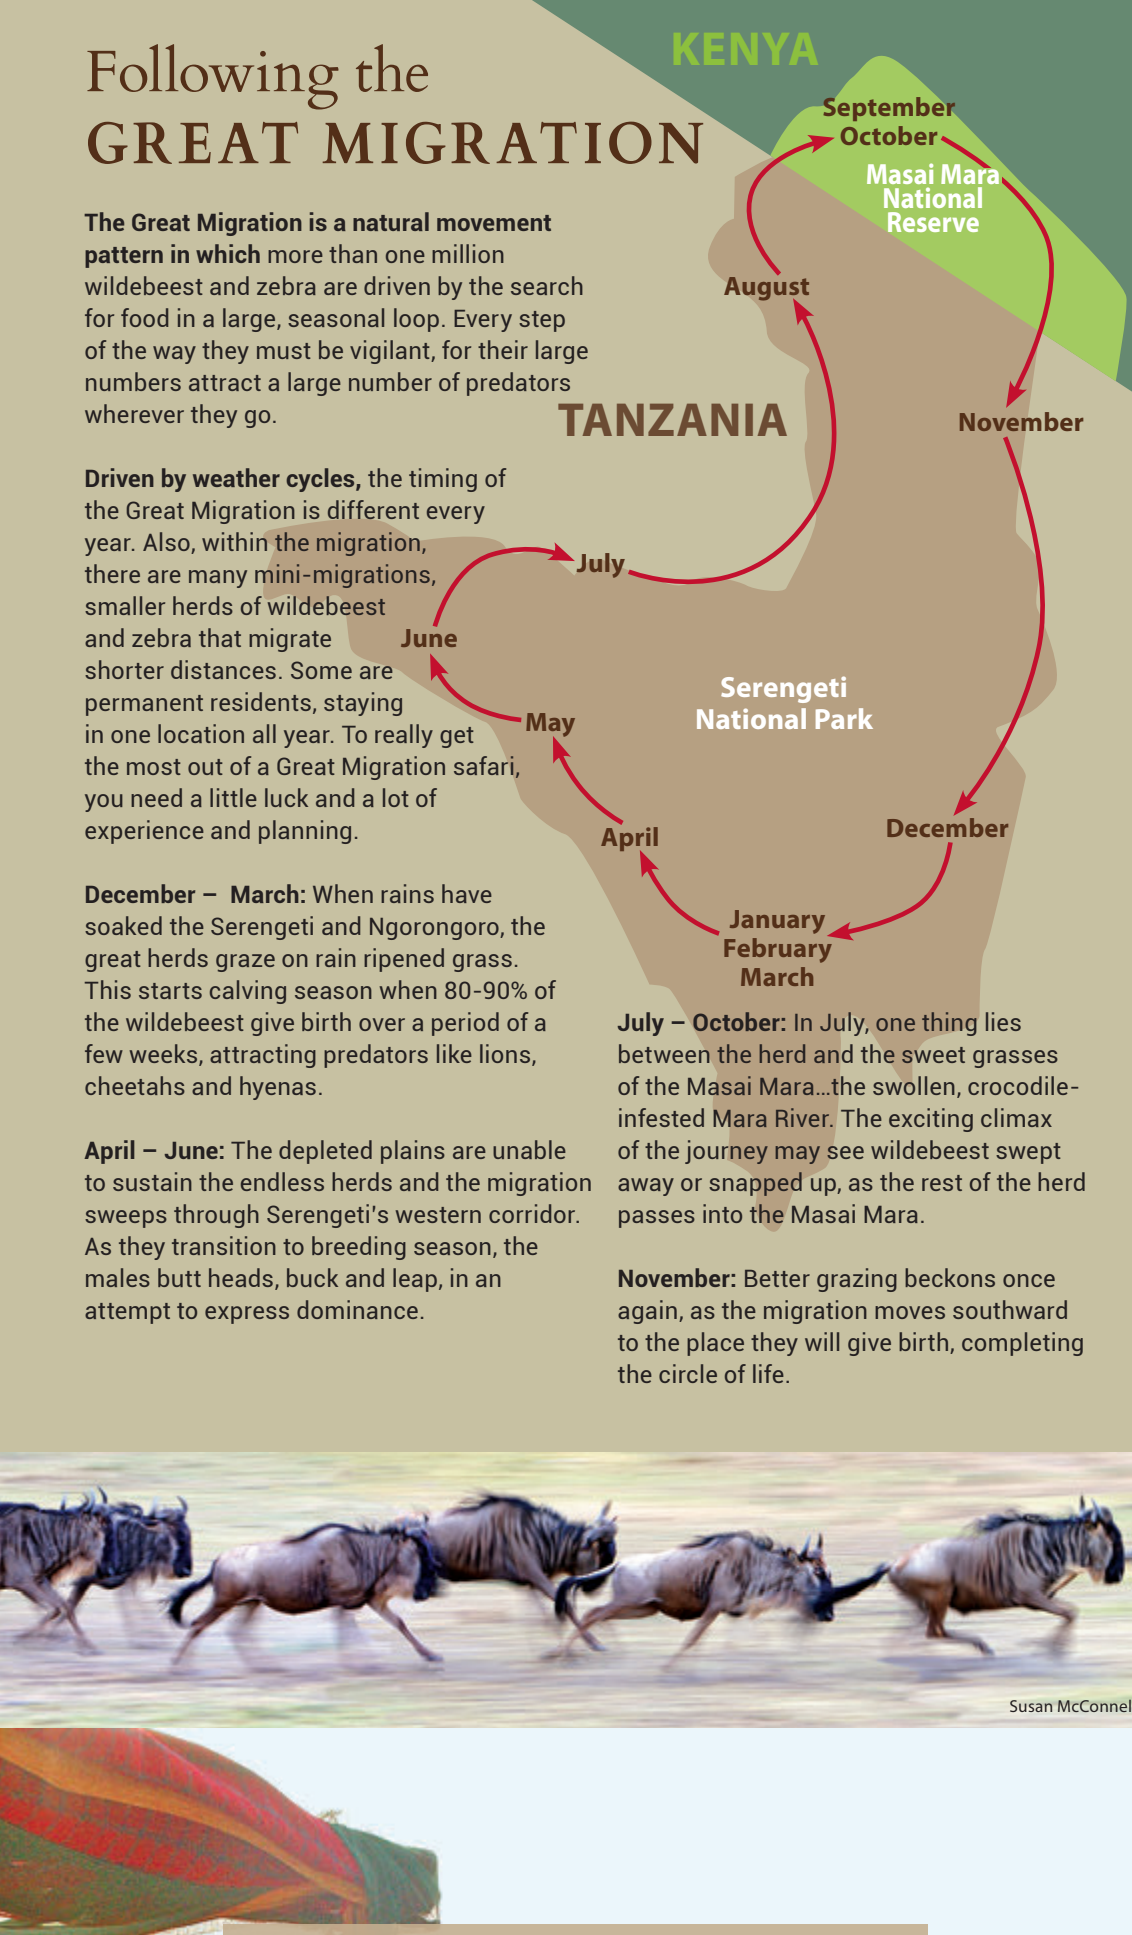 Following the
GREAT MIGRATION
The Great Migration is a natural movement
pattern in which more than one million
wildebeest and zebra are driven by the search
for food in a large, seasonal loop. Every step
of the way they must be vigilant, for their large
numbers attract a large number of predators
wherever they go.
Driven by weather cycles, the timing of
the Great Migration is different every
year. Also, within the migration,
there are many mini-migrations,
smaller herds of wildebeest
and zebra that migrate
shorter distances. Some are
permanent residents, staying
in one location all year. To really get
the most out of a Great Migration safari,
you need a little luck and a lot of
experience and planning.
December – March: When rains have
soaked the Serengeti and Ngorongoro, the
great herds graze on rain ripened grass.
This starts calving season when 80-90% of
the wildebeest give birth over a period of a
few weeks, attracting predators like lions,
cheetahs and hyenas.
April – June: The depleted plains are unable
to sustain the endless herds and the migration
sweeps through Serengeti's western corridor.
As they transition to breeding season, the
males butt heads, buck and leap, in an
attempt to express dominance.
KENYA
September
October
Masai Mara
National
Reserve
August
TANZANIA
November
July
June
Serengeti
National Park
May
April
December
January
February
March
July – October: In July, one thing lies
between the herd and the sweet grasses
of the Masai Mara...the swollen, crocodile-
infested Mara River. The exciting climax
of the journey may see wildebeest swept
away or snapped up, as the rest of the herd
passes into the Masai Mara.
November: Better grazing beckons once
again, as the migration moves southward
to the place they will give birth, completing
the circle of life.
Susan McConnel